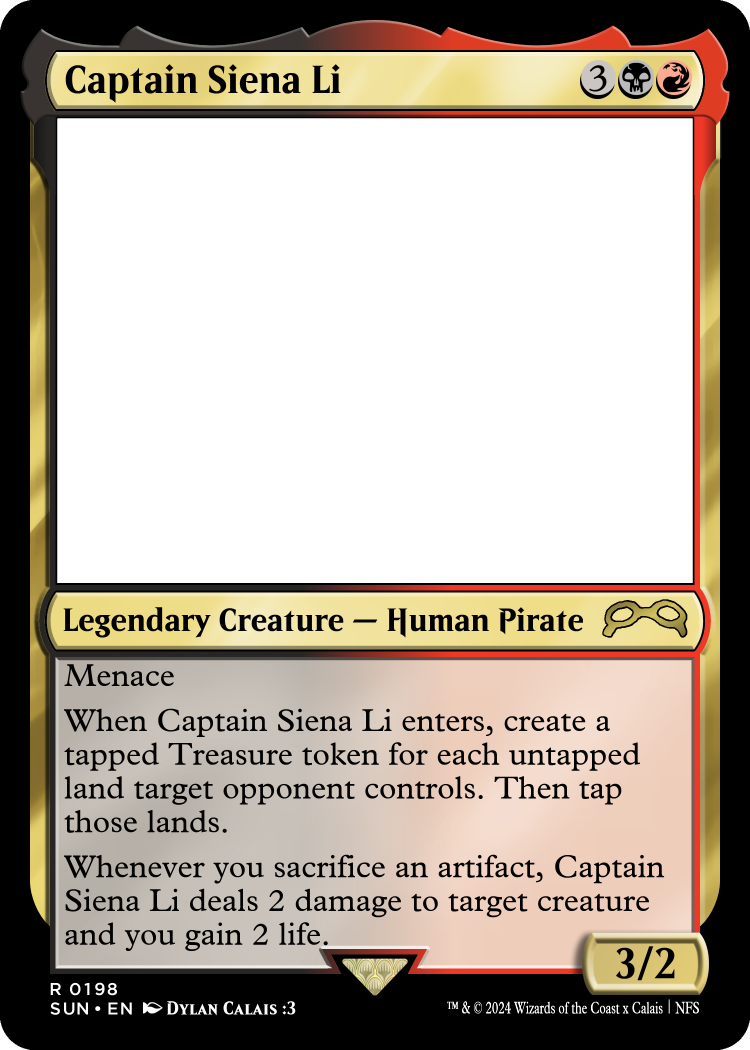 Captain Siena Li 3
Legendary Creature — Human Pirate
Menace
When Captain Siena Li enters, create a
tapped Treasure token for each untapped
land target opponent controls. Then tap
those lands.
Whenever you sacrifice an artifact, Captain
Siena Li deals 2 damage to target creature
and you gain 2 life.
3/2
R 0198
SUN • EN DYLAN CALAIS :3
™ & © 2024 Wizards of the Coast x Calais | NFS